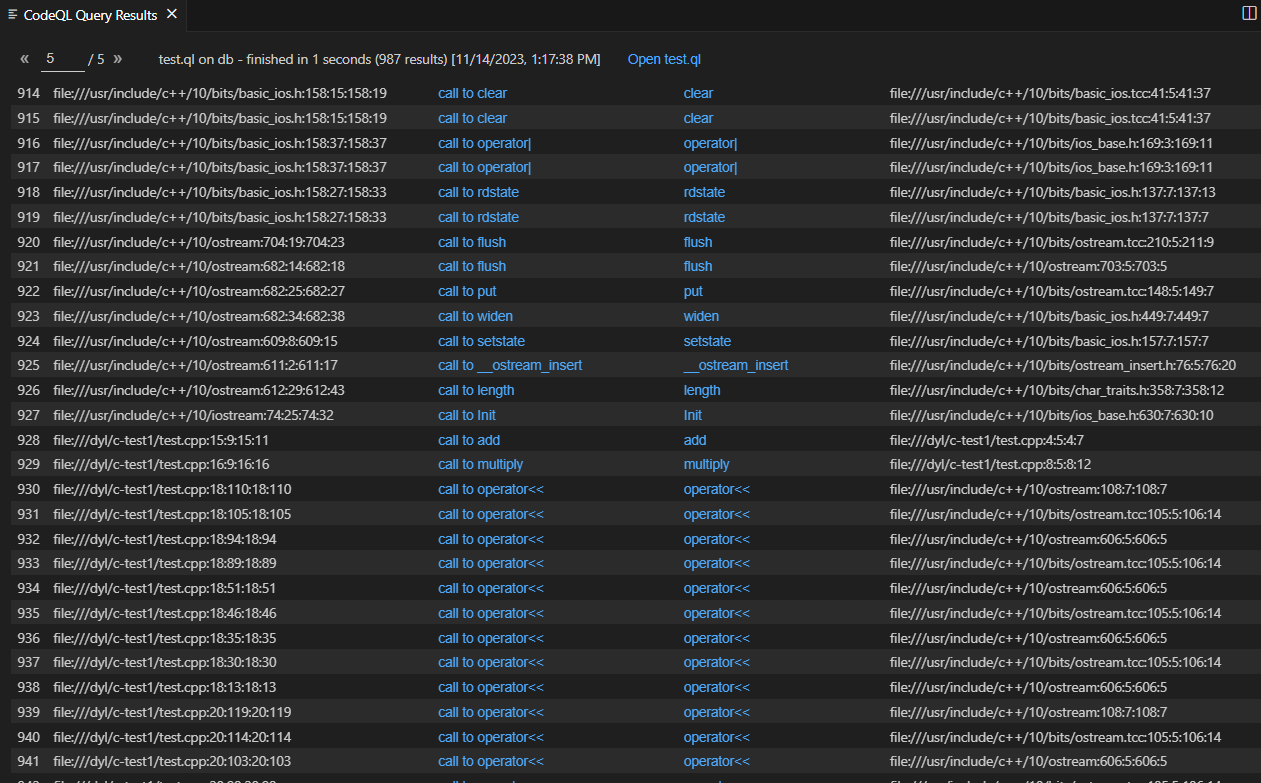 CodeQL Query Results
« 5 / 5 » test.ql on db - finished in 1 seconds (987 results) [11/14/2023, 1:17:38 PM] Open test.ql
914 file:///usr/include/c++/10/bits/basic_ios.h:158:15:158:19 call to clear clear file:///usr/include/c++/10/bits/basic_ios.tcc:41:5:41:37
915 file:///usr/include/c++/10/bits/basic_ios.h:158:15:158:19 call to clear clear file:///usr/include/c++/10/bits/basic_ios.tcc:41:5:41:37
916 file:///usr/include/c++/10/bits/basic_ios.h:158:37:158:37 call to operator| operator| file:///usr/include/c++/10/bits/ios_base.h:169:3:169:11
917 file:///usr/include/c++/10/bits/basic_ios.h:158:37:158:37 call to operator| operator| file:///usr/include/c++/10/bits/ios_base.h:169:3:169:11
918 file:///usr/include/c++/10/bits/basic_ios.h:158:27:158:33 call to rdstate rdstate file:///usr/include/c++/10/bits/basic_ios.h:137:7:137:13
919 file:///usr/include/c++/10/bits/basic_ios.h:158:27:158:33 call to rdstate rdstate file:///usr/include/c++/10/bits/basic_ios.h:137:7:137:7
920 file:///usr/include/c++/10/ostream:704:19:704:23 call to flush flush file:///usr/include/c++/10/bits/ostream.tcc:210:5:211:9
921 file:///usr/include/c++/10/ostream:682:14:682:18 call to flush flush file:///usr/include/c++/10/ostream:703:5:703:5
922 file:///usr/include/c++/10/ostream:682:25:682:27 call to put put file:///usr/include/c++/10/bits/ostream.tcc:148:5:149:7
923 file:///usr/include/c++/10/ostream:682:34:682:38 call to widen widen file:///usr/include/c++/10/bits/basic_ios.h:449:7:449:7
924 file:///usr/include/c++/10/ostream:609:8:609:15 call to setstate setstate file:///usr/include/c++/10/bits/basic_ios.h:157:7:157:7
925 file:///usr/include/c++/10/ostream:611:2:611:17 call to __ostream_insert __ostream_insert file:///usr/include/c++/10/bits/ostream_insert.h:76:5:76:20
926 file:///usr/include/c++/10/ostream:612:29:612:43 call to length length file:///usr/include/c++/10/bits/char_traits.h:358:7:358:12
927 file:///usr/include/c++/10/iostream:74:25:74:32 call to Init Init file:///usr/include/c++/10/bits/ios_base.h:630:7:630:10
928 file:///dyl/c-test1/test.cpp:15:9:15:11 call to add add file:///dyl/c-test1/test.cpp:4:5:4:7
929 file:///dyl/c-test1/test.cpp:16:9:16:16 call to multiply multiply file:///dyl/c-test1/test.cpp:8:5:8:12
930 file:///dyl/c-test1/test.cpp:18:110:18:110 call to operator<< operator<< file:///usr/include/c++/10/ostream:108:7:108:7
931 file:///dyl/c-test1/test.cpp:18:105:18:105 call to operator<< operator<< file:///usr/include/c++/10/bits/ostream.tcc:105:5:106:14
932 file:///dyl/c-test1/test.cpp:18:94:18:94 call to operator<< operator<< file:///usr/include/c++/10/ostream:606:5:606:5
933 file:///dyl/c-test1/test.cpp:18:89:18:89 call to operator<< operator<< file:///usr/include/c++/10/bits/ostream.tcc:105:5:106:14
934 file:///dyl/c-test1/test.cpp:18:51:18:51 call to operator<< operator<< file:///usr/include/c++/10/ostream:606:5:606:5
935 file:///dyl/c-test1/test.cpp:18:46:18:46 call to operator<< operator<< file:///usr/include/c++/10/bits/ostream.tcc:105:5:106:14
936 file:///dyl/c-test1/test.cpp:18:35:18:35 call to operator<< operator<< file:///usr/include/c++/10/ostream:606:5:606:5
937 file:///dyl/c-test1/test.cpp:18:30:18:30 call to operator<< operator<< file:///usr/include/c++/10/bits/ostream.tcc:105:5:106:14
938 file:///dyl/c-test1/test.cpp:18:13:18:13 call to operator<< operator<< file:///usr/include/c++/10/ostream:606:5:606:5
939 file:///dyl/c-test1/test.cpp:20:119:20:119 call to operator<< operator<< file:///usr/include/c++/10/ostream:108:7:108:7
940 file:///dyl/c-test1/test.cpp:20:114:20:114 call to operator<< operator<< file:///usr/include/c++/10/bits/ostream.tcc:105:5:106:14
941 file:///dyl/c-test1/test.cpp:20:103:20:103 call to operator<< operator<< file:///usr/include/c++/10/ostream:606:5:606:5